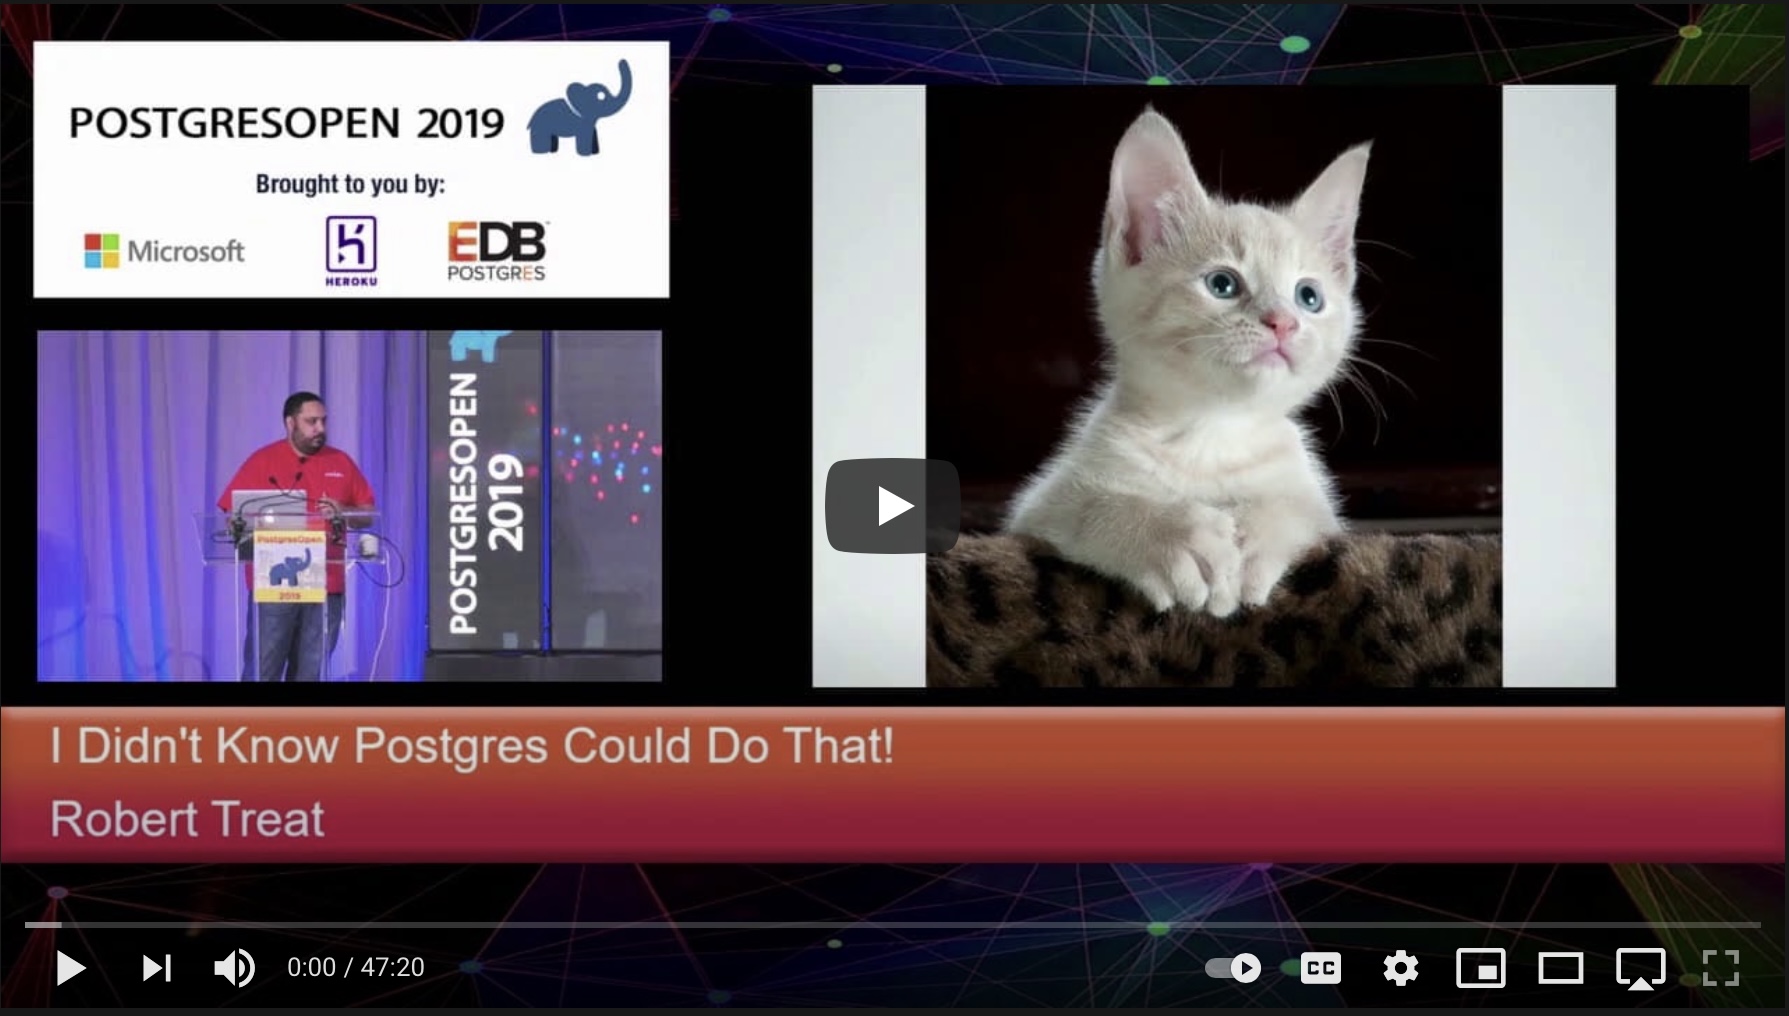 POSTGRESOPEN 2019
Brought to you by:
Microsoft
HEROKU
EDB
POSTGRES
POSTGRESOPEN
2019
PostgresOpen
2019
I Didn't Know Postgres Could Do That!
Robert Treat
0:00 / 47:20
CC